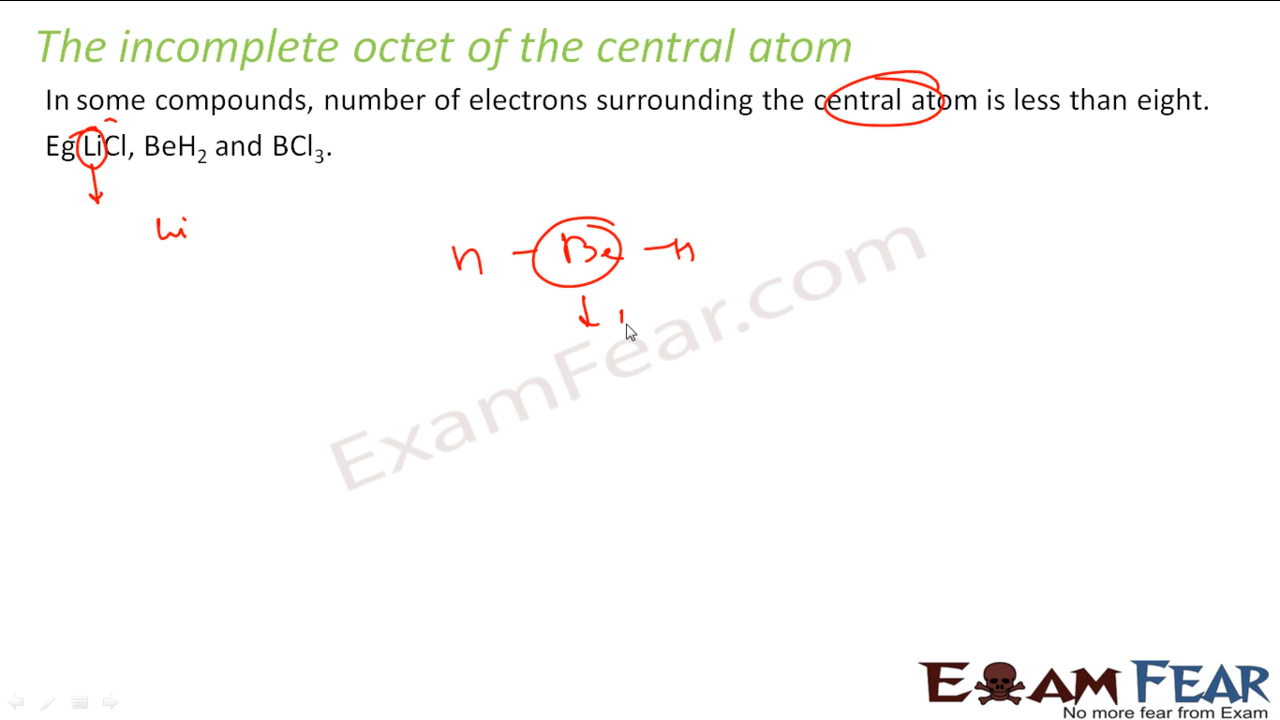 The incomplete octet of the central atom
In some compounds, number of electrons surrounding the central atom is less than eight.
Eg LiCl, BeH₂ and BCl₃.
Li
H - Be - H
ExamFear.com
EXAM FEAR
No more fear from Exam